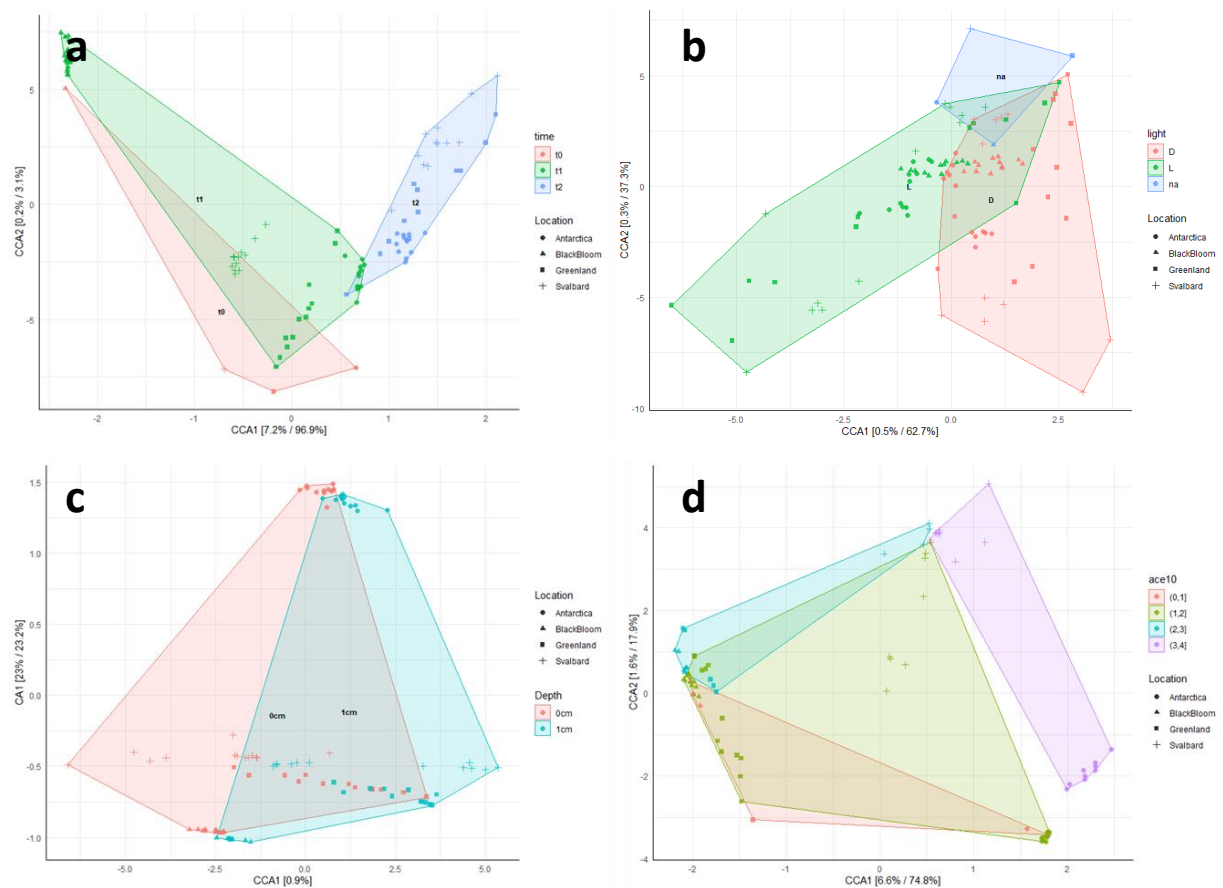 a
CCA2 [0.2% / 3.1%]
5
0
-5
t1
t0
t2
-2
-1
0
1
2
CCA1 [7.2% / 96.9%]
time
t0
t1
t2
Location
Antarctica
BlackBloom
Greenland
Svalbard
b
CCA2 [0.3% / 37.3%]
5
0
-5
-10
na
L
D
-5.0
-2.5
0.0
2.5
CCA1 [0.5% / 62.7%]
light
D
L
na
Location
Antarctica
BlackBloom
Greenland
Svalbard
c
CA1 [23% / 23.2%]
1.5
1.0
0.5
0.0
-0.5
-1.0
0cm
1cm
-5.0
-2.5
0.0
2.5
5.0
CCA1 [0.9%]
Location
Antarctica
BlackBloom
Greenland
Svalbard
Depth
0cm
1cm
d
CCA2 [1.6% / 17.9%]
4
2
0
-2
-4
-2
-1
0
1
2
CCA1 [6.6% / 74.8%]
ace10
(0,1]
(1,2]
(2,3]
(3,4]
Location
Antarctica
BlackBloom
Greenland
Svalbard